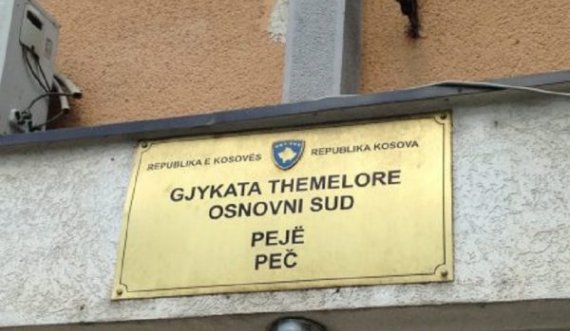 REPUBLIKA E KOSOVËS REPUBLIKA KOSOVA
GJYKATA THEMELORE
OSNOVNI SUD
PEJË
PEČ